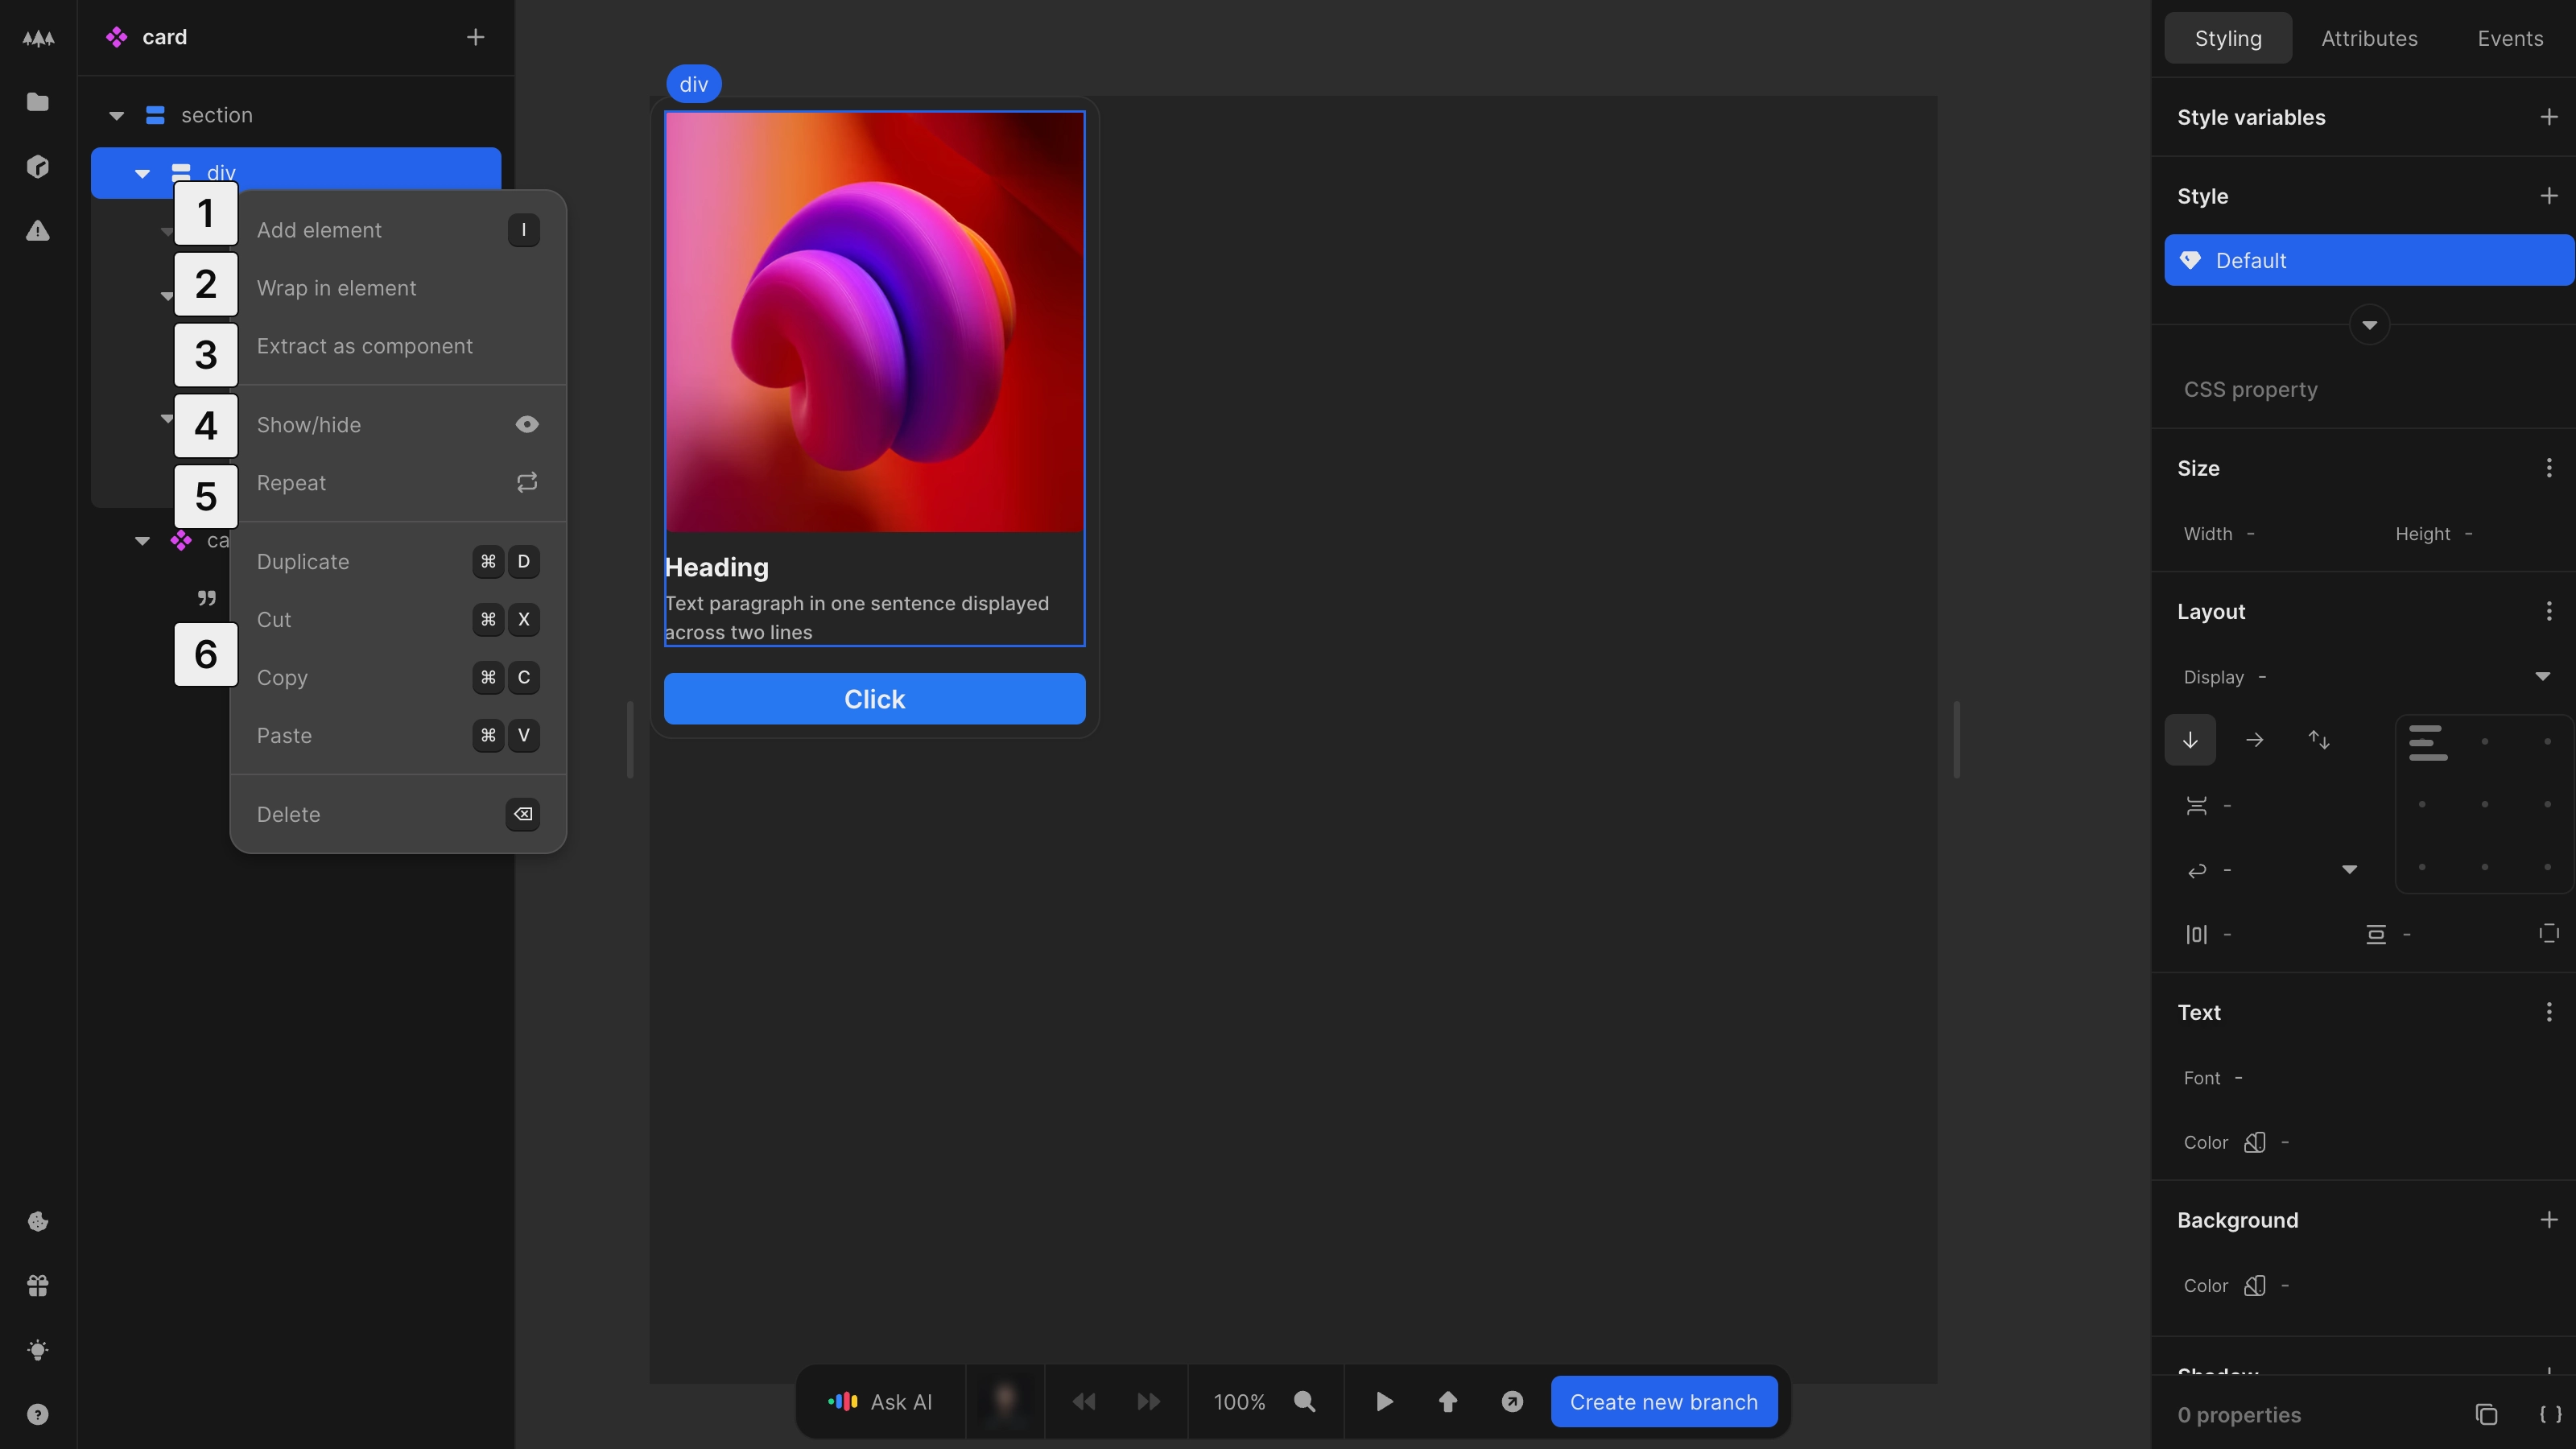 card
section
div
1
Add element
I
2
Wrap in element
3
Extract as component
4
Show/hide
5
Repeat
ca
Duplicate
⌘ D
Cut
⌘ X
6
Copy
⌘ C
Paste
⌘ V
Delete
div
Heading
Text paragraph in one sentence displayed
across two lines
Click
Ask AI
100%
Create new branch
Styling Attributes Events
Style variables
Style
Default
CSS property
Size
Width -
Height -
Layout
Display -
-
-
- -
Text
Font -
Color -
Background
Color -
Shadow
0 properties
{ }